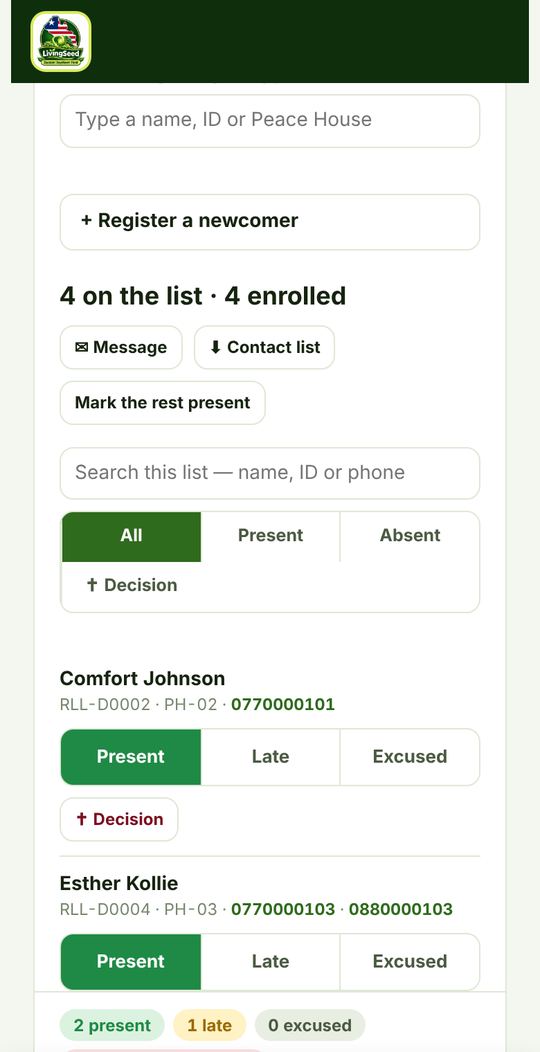 LivingSeed
Type a name, ID or Peace House
+ Register a newcomer
4 on the list · 4 enrolled
✉ Message
⬇ Contact list
Mark the rest present
Search this list — name, ID or phone
All
Present
Absent
✝ Decision
Comfort Johnson
RLL-D0002 · PH-02 · 0770000101
Present
Late
Excused
✝ Decision
Esther Kollie
RLL-D0004 · PH-03 · 0770000103 · 0880000103
Present
Late
Excused
2 present
1 late
0 excused